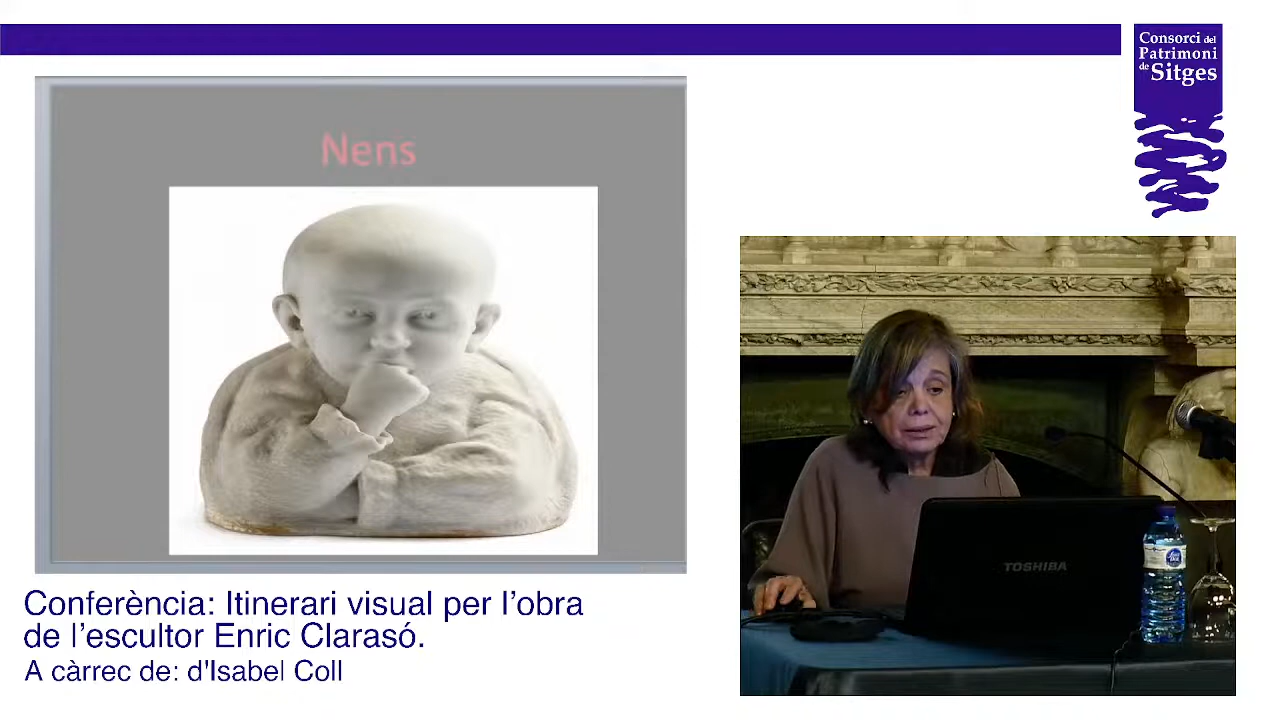 Consorci del
Patrimoni
de Sitges
Nens
TOSHIBA
Conferència: Itinerari visual per l'obra
de l'escultor Enric Clarasó.
A càrrec de: d'Isabel Coll